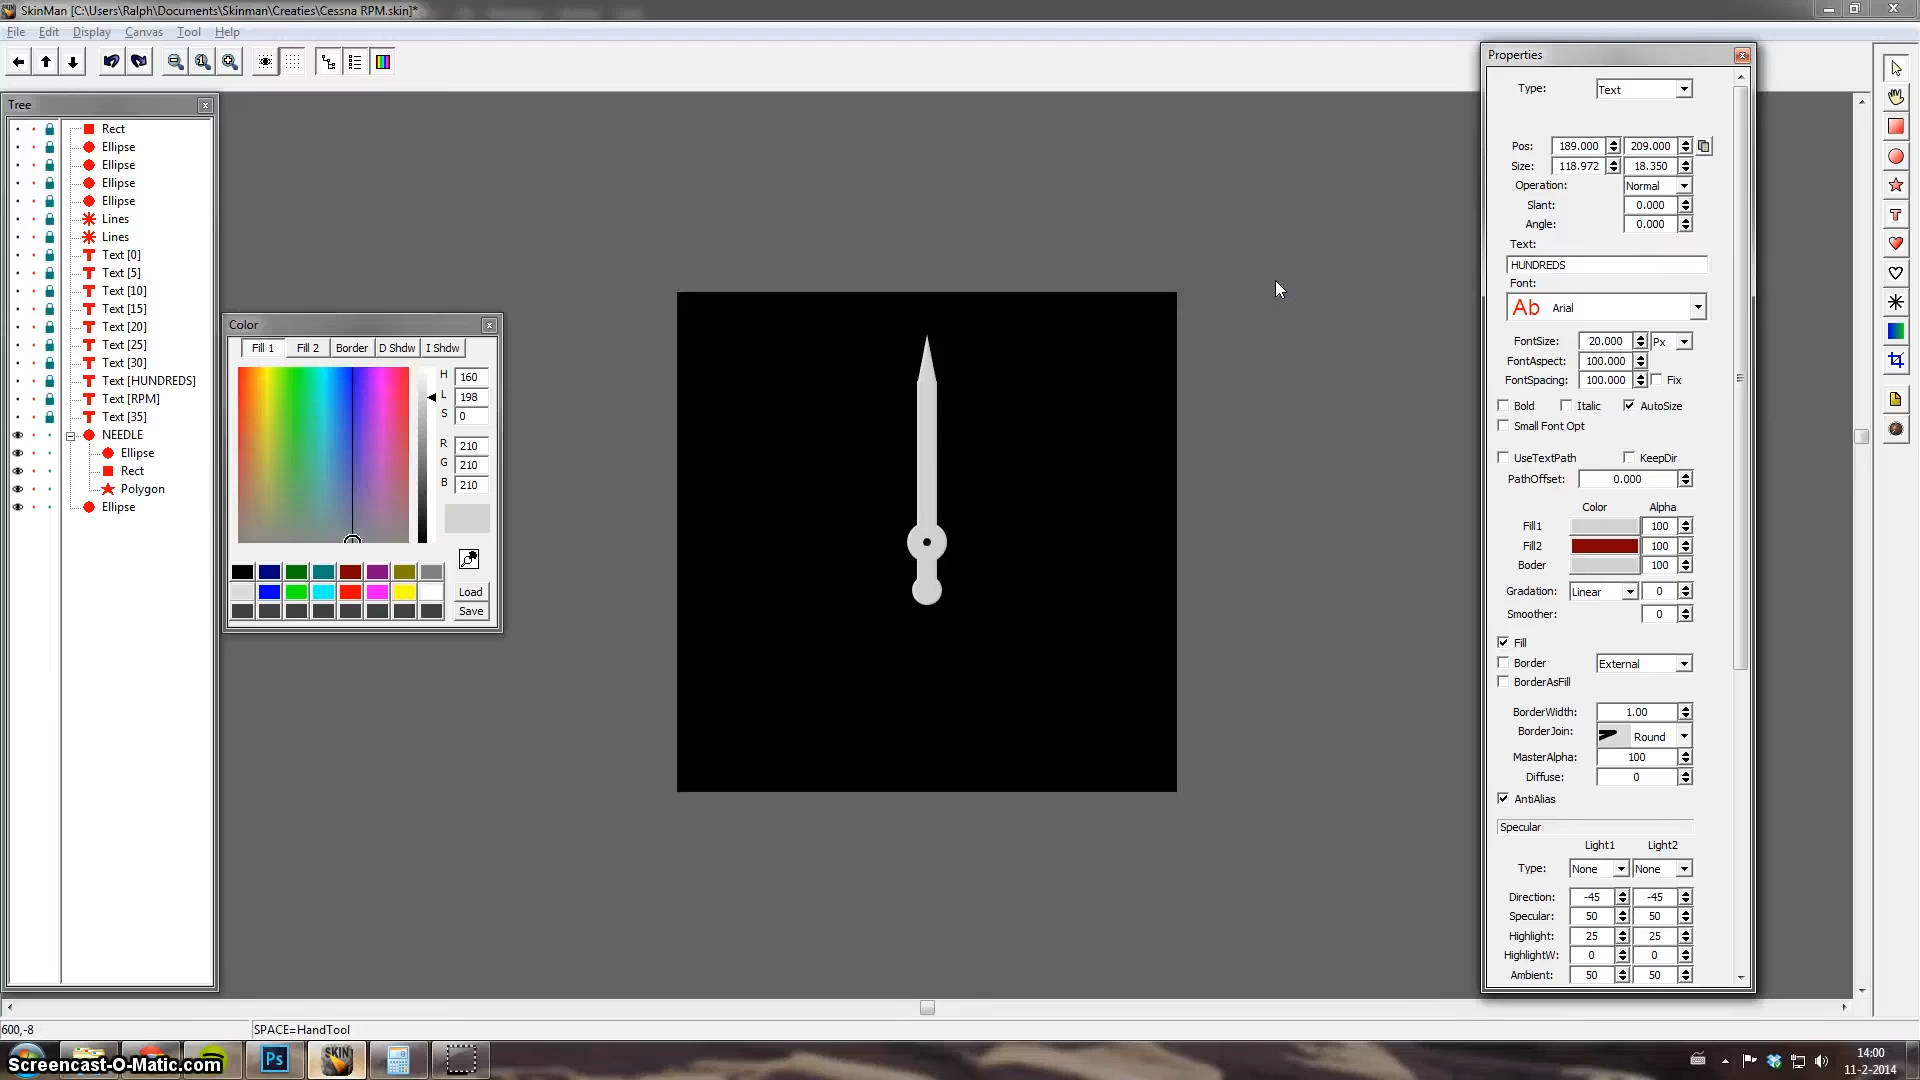 SkinMan [C:\Users\Ralph\Documents\Skinman\Creaties\Cessna RPM.skin]*
File Edit Display Canvas Tool Help
Tree
Rect
Ellipse
Ellipse
Ellipse
Ellipse
Lines
Lines
Text [0]
Text [5]
Text [10]
Text [15]
Text [20]
Text [25]
Text [30]
Text [HUNDREDS]
Text [RPM]
Text [35]
NEEDLE
Ellipse
Rect
Polygon
Ellipse
Color
Fill 1 Fill 2 Border D Shdw I Shdw
H 160
L 198
S 0
R 210
G 210
B 210
Load
Save
Properties
Type: Text
Pos: 189.000 209.000
Size: 118.972 18.350
Operation: Normal
Slant: 0.000
Angle: 0.000
Text:
HUNDREDS
Font:
Ab Arial
FontSize: 20.000 Px
FontAspect: 100.000
FontSpacing: 100.000 Fix
Bold Italic AutoSize
Small Font Opt
UseTextPath KeepDir
PathOffset: 0.000
Color Alpha
Fill1 100
Fill2 100
Boder 100
Gradation: Linear 0
Smoother: 0
Fill
Border External
BorderAsFill
BorderWidth: 1.00
BorderJoin: Round
MasterAlpha: 100
Diffuse: 0
AntiAlias
Specular
Light1 Light2
Type: None None
Direction: -45 -45
Specular: 50 50
Highlight: 25 25
HighlightW: 0 0
Ambient: 50 50
600,-8 SPACE=HandTool
Screencast-O-Matic.com
Ps
SKIN
14:00
11-2-2014